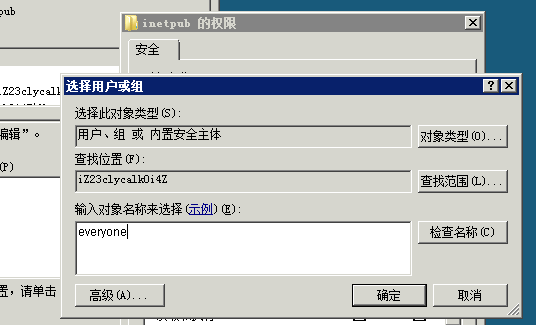 pub
inetpub 的权限
安全
选择用户或组
选择此对象类型(S):
用户、组 或 内置安全主体
对象类型(O)...
查找位置(F):
iZ23clycalk0i4Z
查找范围(L)...
输入对象名称来选择(示例)(E):
everyone
检查名称(C)
高级(A)...
确定
取消
编辑”。
(P)
置，请单击